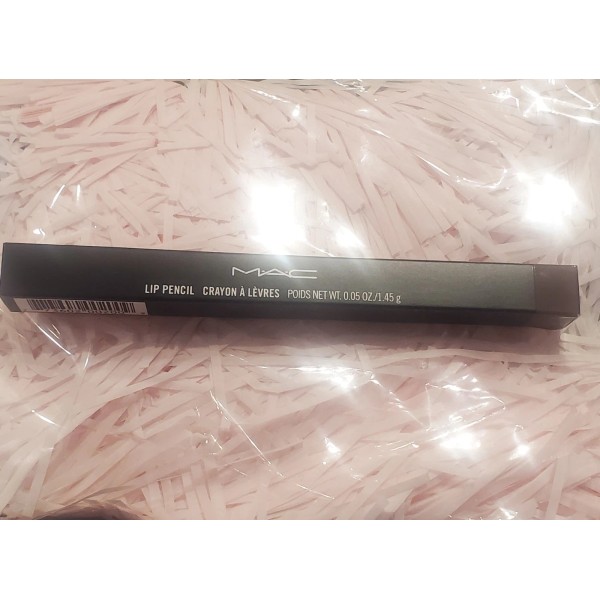 MAC
LIP PENCIL CRAYON À LÈVRES POIDS NET WT. 0.05 OZ./1.45 g